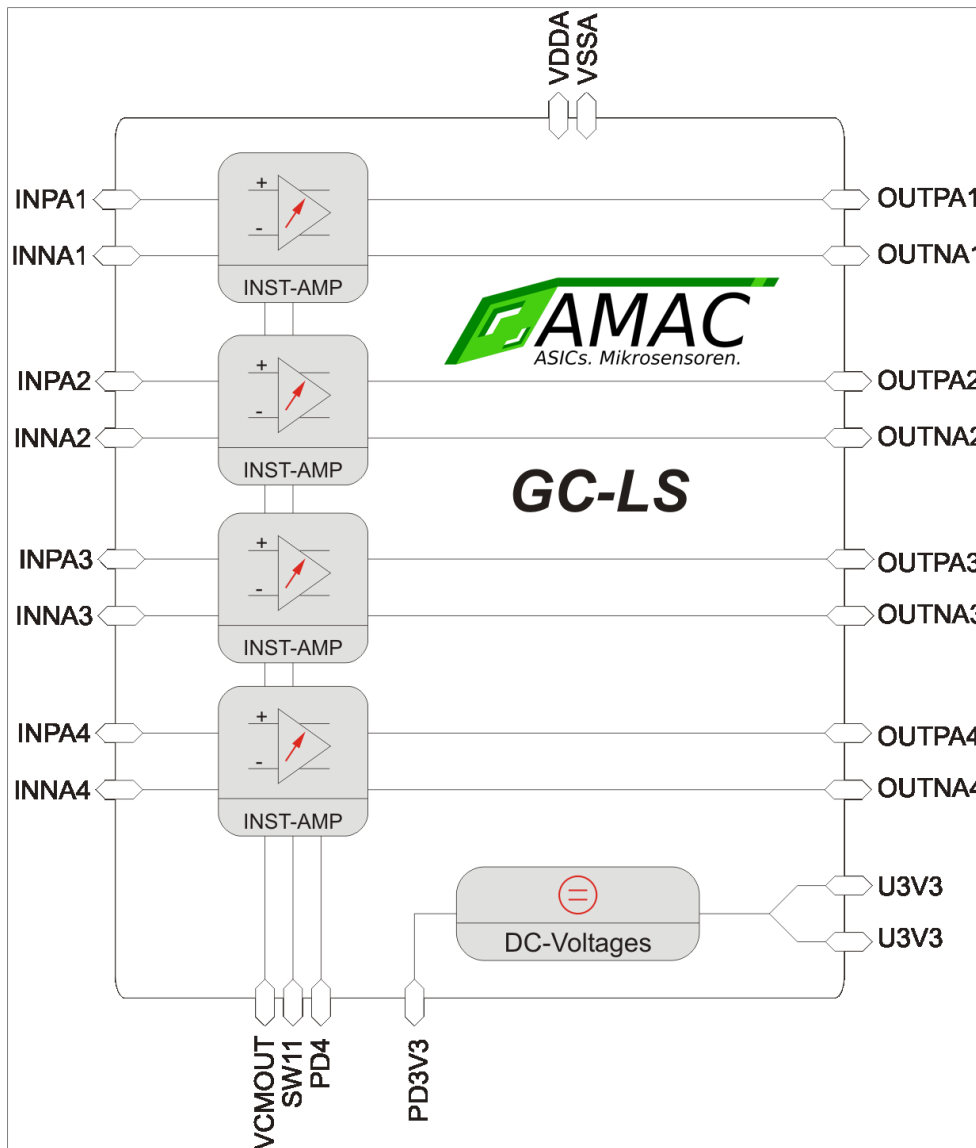 VDDA
VSSA
INPA1
+
-
OUTPA1
INNA1
OUTNA1
INST-AMP
AMAC
ASICs. Mikrosensoren.
INPA2
+
-
OUTPA2
INNA2
OUTNA2
INST-AMP
GC-LS
INPA3
+
-
OUTPA3
INNA3
OUTNA3
INST-AMP
INPA4
+
-
OUTPA4
INNA4
OUTNA4
INST-AMP
DC-Voltages
U3V3
U3V3
VCMOUT
SW11
PD4
PD3V3